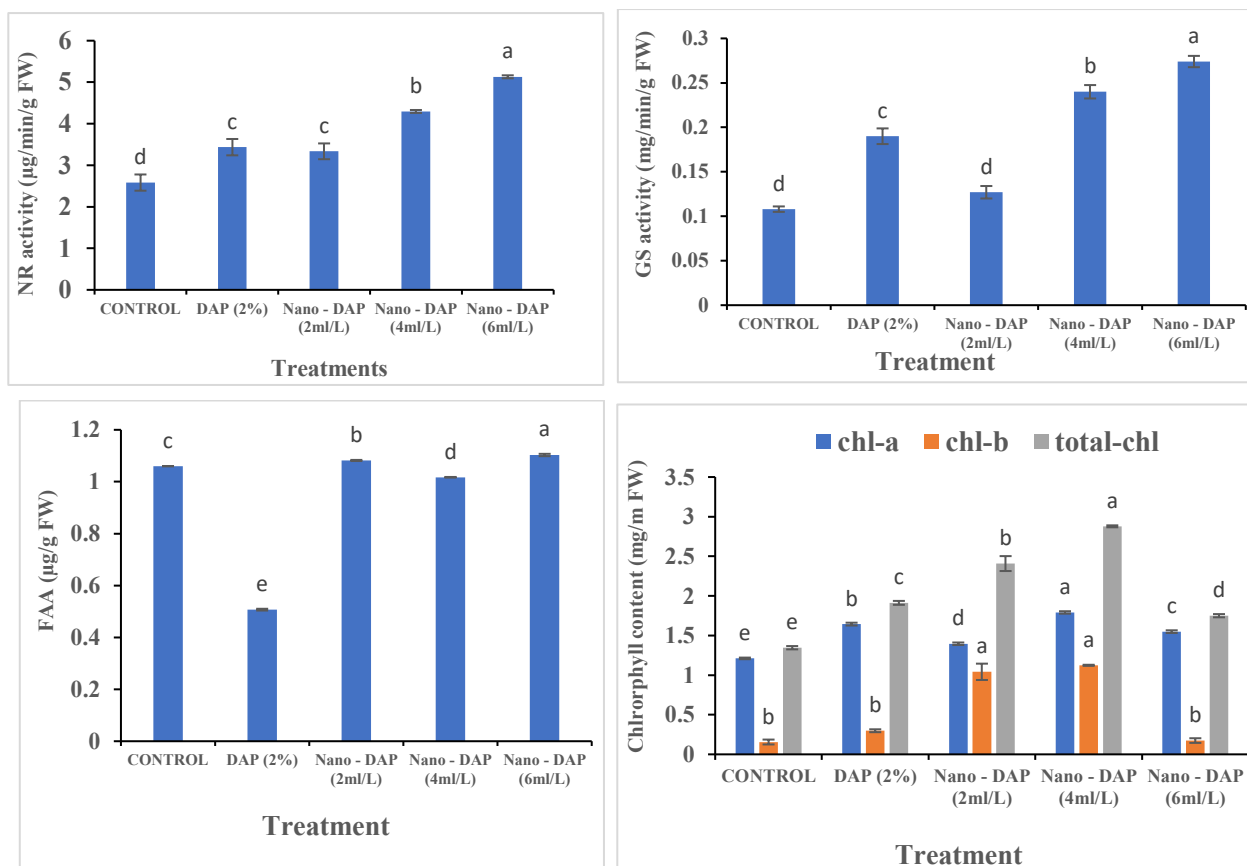 NR activity (µg/min/g FW)
6
5
4
3
2
1
0
d
c
c
b
a
CONTROL
DAP (2%)
Nano - DAP
(2ml/L)
Nano - DAP
(4ml/L)
Nano - DAP
(6ml/L)
Treatments
GS activity (mg/min/g FW)
0.3
0.25
0.2
0.15
0.1
0.05
0
d
c
d
b
a
CONTROL
DAP (2%)
Nano - DAP
(2ml/L)
Nano - DAP
(4ml/L)
Nano - DAP
(6ml/L)
Treatment
FAA (µg/g FW)
1.2
1
0.8
0.6
0.4
0.2
0
c
e
b
d
a
CONTROL
DAP (2%)
Nano - DAP
(2ml/L)
Nano - DAP
(4ml/L)
Nano - DAP
(6ml/L)
Treatment
chl-a chl-b total-chl
Chlrorphyll content (mg/m FW)
3.5
3
2.5
2
1.5
1
0.5
0
e
b
e
b
b
c
d
a
b
a
a
a
c
b
d
CONTROL
DAP (2%)
Nano - DAP
(2ml/L)
Nano - DAP
(4ml/L)
Nano - DAP
(6ml/L)
Treatment